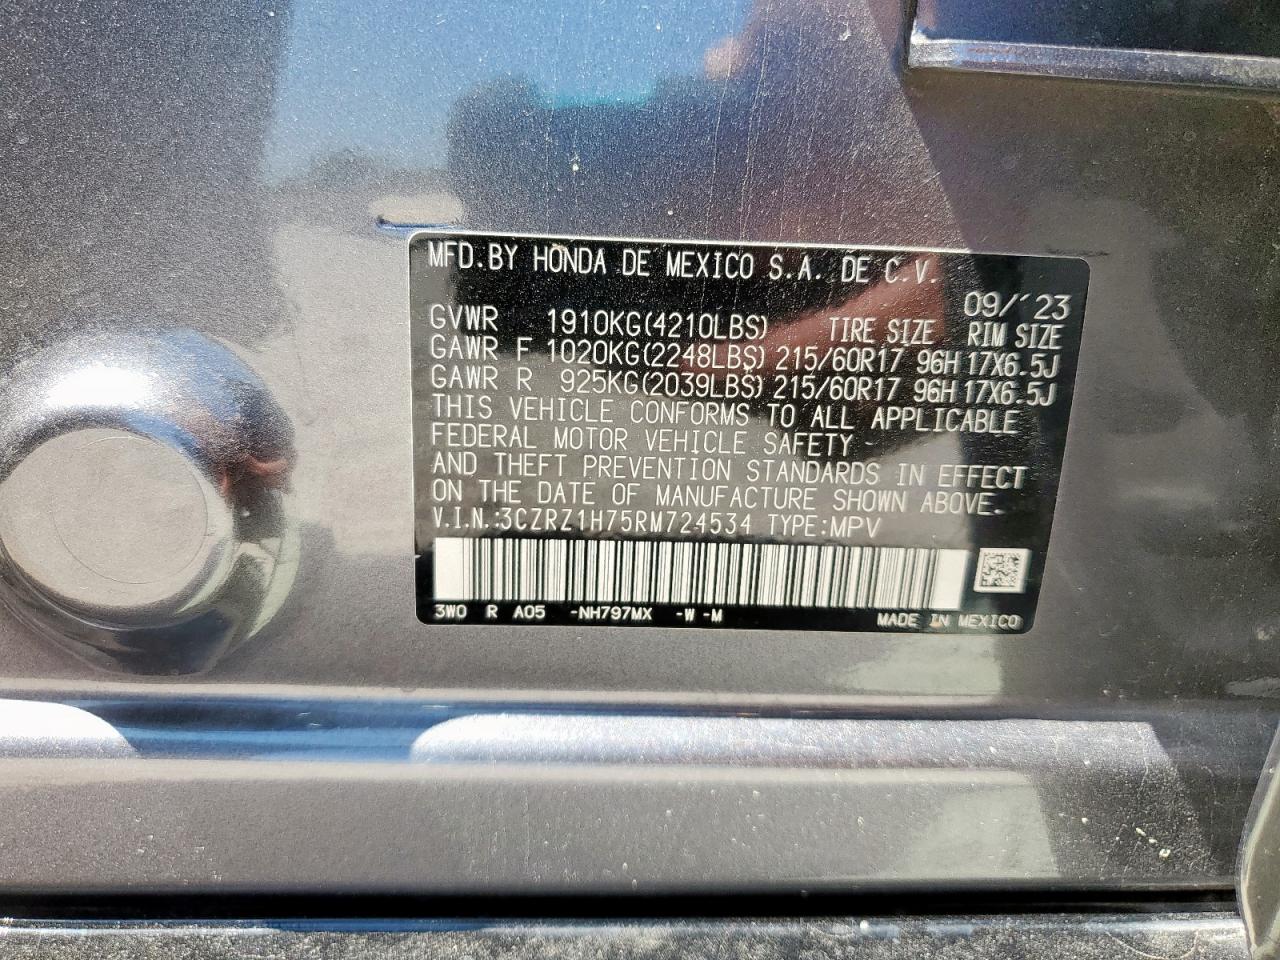 MFD.BY HONDA DE MEXICO S.A. DE C.V.
09/'23
GVWR 1910KG(4210LBS) TIRE SIZE RIM SIZE
GAWR F 1020KG(2248LBS) 215/60R17 96H 17X6.5J
GAWR R 925KG(2039LBS) 215/60R17 96H 17X6.5J
THIS VEHICLE CONFORMS TO ALL APPLICABLE
FEDERAL MOTOR VEHICLE SAFETY
AND THEFT PREVENTION STANDARDS IN EFFECT
ON THE DATE OF MANUFACTURE SHOWN ABOVE.
V.I.N.:3CZRZ1H75RM724534 TYPE:MPV
3W0 R A05 -NH797MX -W -M MADE IN MEXICO